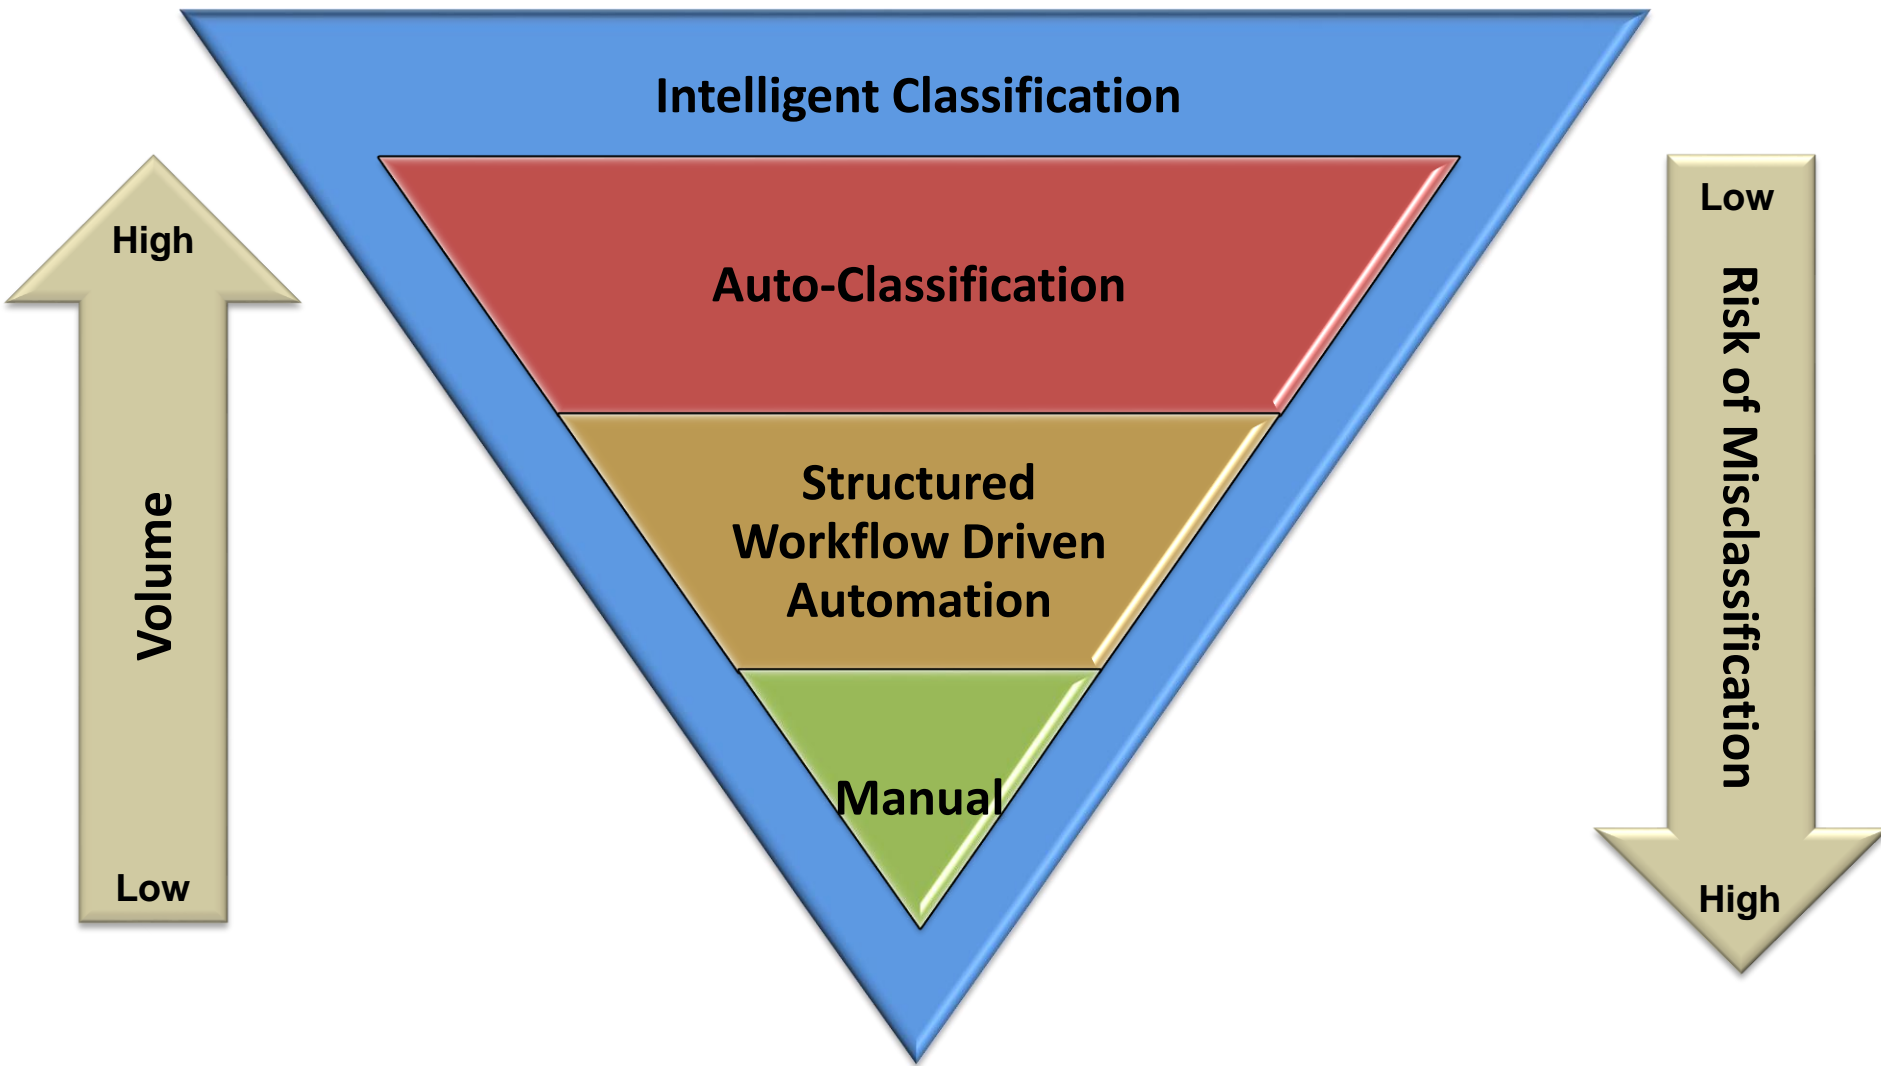 Intelligent Classification
Auto-Classification
Structured
Workflow Driven
Automation
Manual
High
Volume
Low
Low
Risk of Misclassification
High